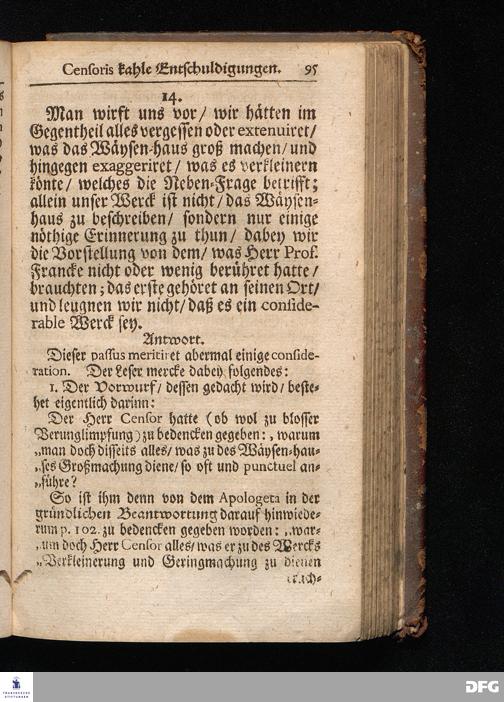 Censoris kahle Entschuldigungen. 95
14.
Man wirft uns vor/ wir hätten im
Gegentheil alles vergessen oder extenuiret/
was das Wäysen-haus groß machen/ und
hingegen exaggeriret/ was es verkleinern
könte/ welches die Neben-Frage betrifft;
allein unser Werck ist nicht/ das Wäysen-
haus zu beschreiben/ sondern nur einige
nöthige Erinnerung zu thun/ dabey wir
die Vorstellung von dem/ was Herr Prof.
Francke nicht oder wenig berühret hatte/
brauchten; das erste gehöret an seinen Ort/
und leugnen wir nicht/ daß es ein conside-
rable Werck sey.
Antwort.
Dieser passus meritiret abermal einige conside-
ration. Der Leser mercke dabey folgendes:
1. Der Vorwurf/ dessen gedacht wird/ beste-
het eigentlich darinn:
Der Herr Censor hatte (ob wol zu blosser
Verunglimpfung) zu bedencken gegeben: „warum
„man doch disseits alles/ was zu des Wäysen-hau-
„ses Großmachung diene/ so oft und punctuel an-
„führe?
So ist ihm denn von dem Apologeta in der
gründlichen Beantwortung darauf hinwiede-
rum p. 102. zu bedencken gegeben worden: „war-
„um doch Herr Censor alles/ was er zu des Wercks
„Verkleinerung und Geringmachung zu dienen
DFG
FRANCKESCHE
STIFTUNGEN